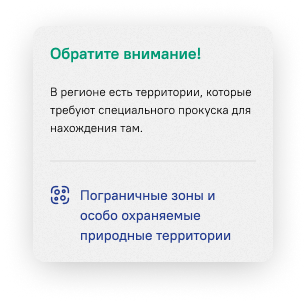 Обратите внимание!
В регионе есть территории, которые
требуют специального прокуска для
нахождения там.
Пограничные зоны и
особо охраняемые
природные территории